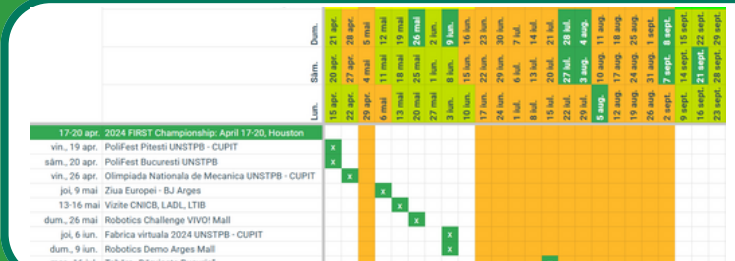 Dum. 21 apr. 28 apr. 5 mai 12 mai 19 mai 26 mai 2 iun. 9 iun. 16 iun. 23 iun. 30 iun. 7 iul. 14 iul. 21 iul. 28 iul. 4 aug. 11 aug. 18 aug. 25 aug. 1 sept. 8 sept. 15 sept. 22 sept. 29 sept.
Sâm. 20 apr. 27 apr. 4 mai 11 mai 18 mai 25 mai 1 iun. 8 iun. 15 iun. 22 iun. 29 iun. 6 iul. 13 iul. 20 iul. 27 iul. 3 aug. 10 aug. 17 aug. 24 aug. 31 aug. 7 sept. 14 sept. 21 sept. 28 sept.
Lun. 15 apr. 22 apr. 29 apr. 6 mai 13 mai 20 mai 27 mai 3 iun. 10 iun. 17 iun. 24 iun. 1 iul. 8 iul. 15 iul. 22 iul. 29 iul. 5 aug. 12 aug. 19 aug. 26 aug. 2 sept. 9 sept. 16 sept. 23 sept.
17-20 apr. 2024 FIRST Championship: April 17-20, Houston
vin., 19 apr. PoliFest Pitesti UNSTPB - CUPIT x
sâm., 20 apr. PoliFest Bucuresti UNSTPB x
vin., 26 apr. Olimpiada Nationala de Mecanica UNSTPB - CUPIT x
joi, 9 mai Ziua Europei - BJ Arges x
13-16 mai Vizite CNICB, LADL, LTIB x
dum., 26 mai Robotics Challenge VIVO! Mall x
joi, 6 iun. Fabrica virtuala 2024 UNSTPB - CUPIT x
dum., 9 iun. Robotics Demo Arges Mall x